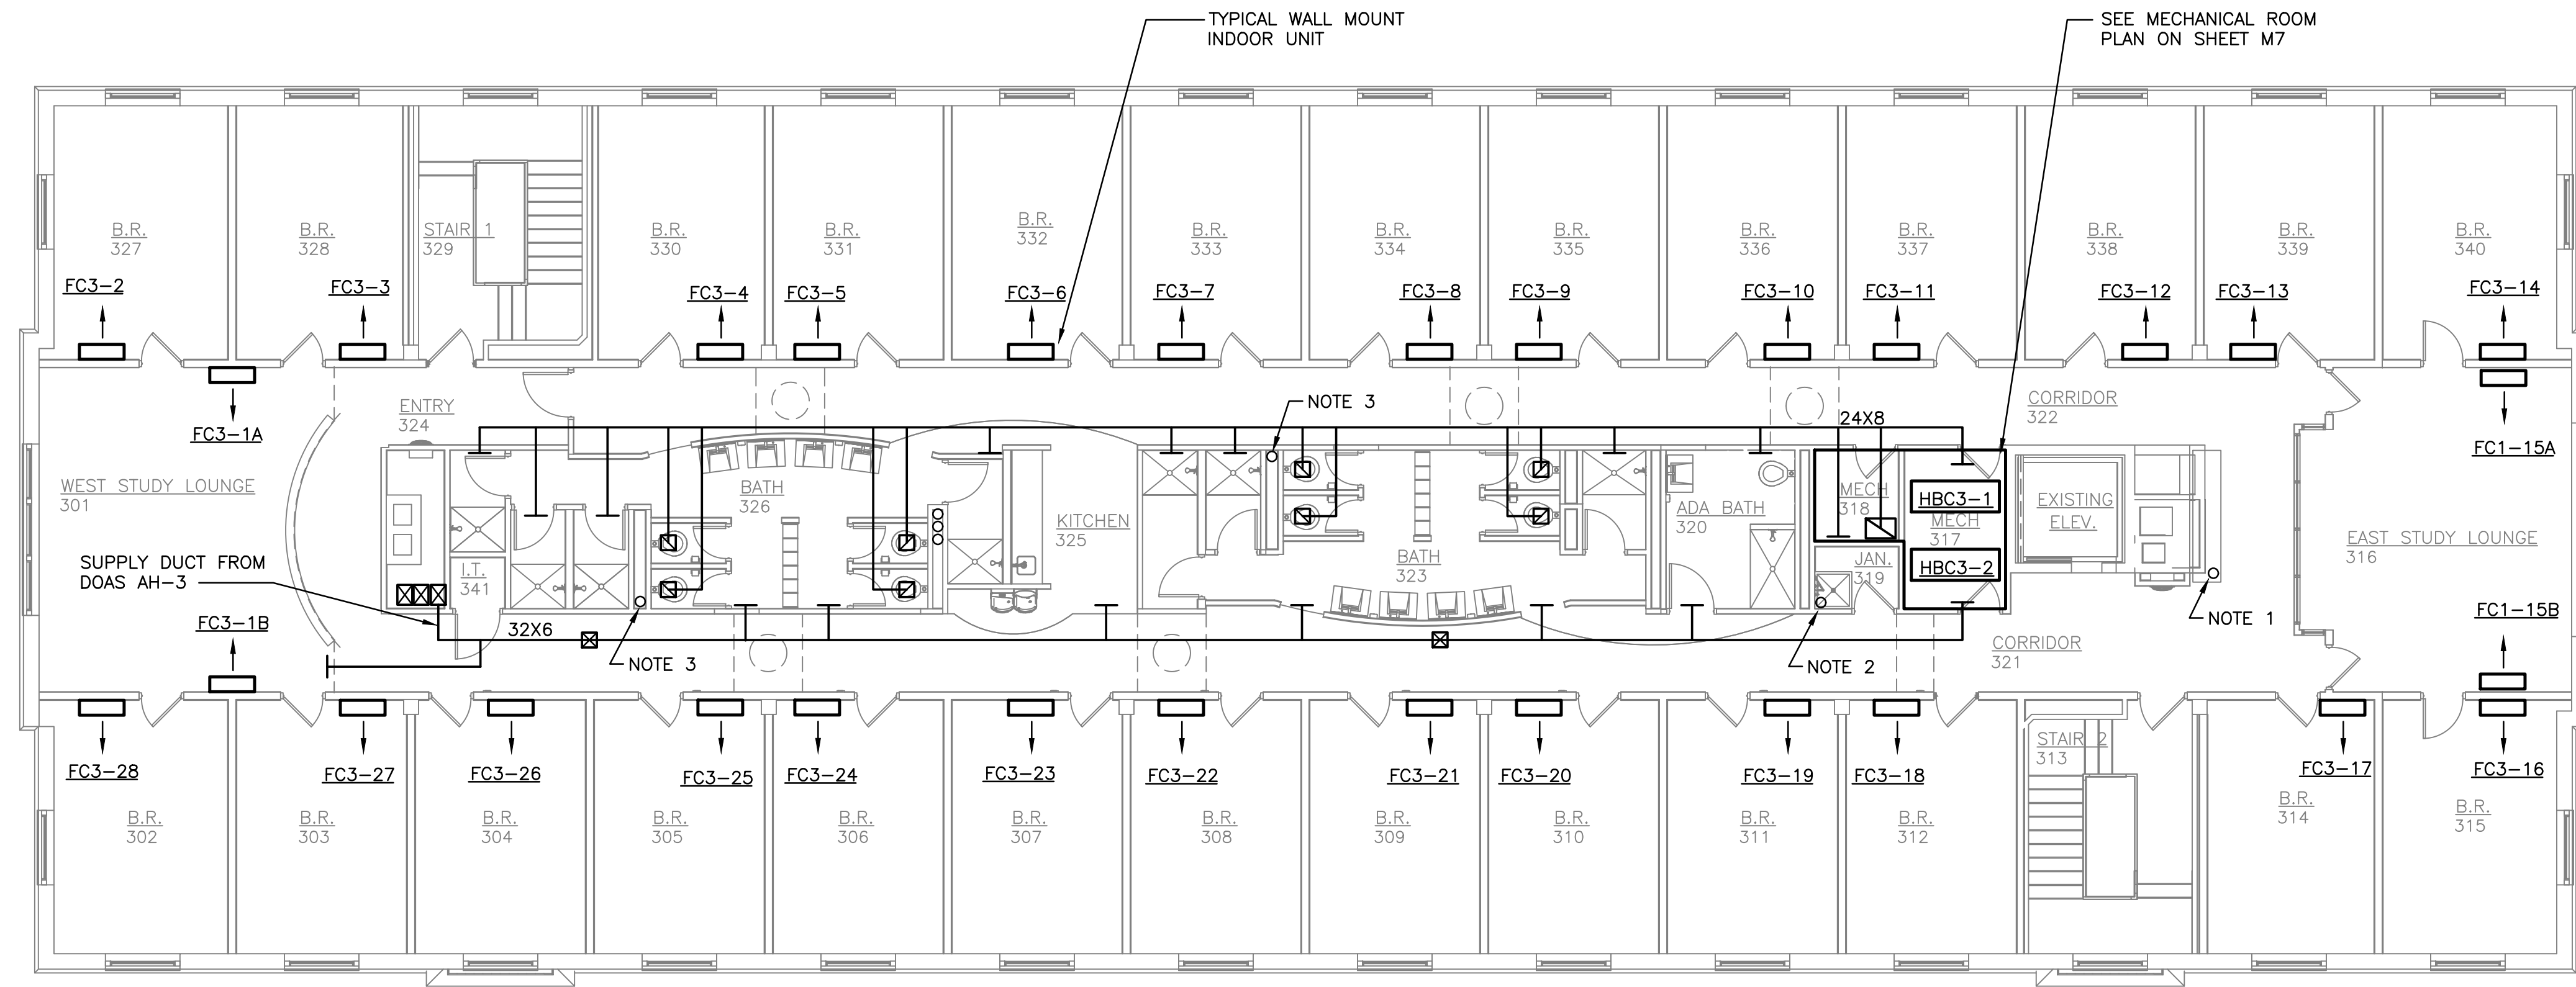 TYPICAL WALL MOUNT
INDOOR UNIT
SEE MECHANICAL ROOM
PLAN ON SHEET M7
B.R.
327
B.R.
328
STAIR 1
329
B.R.
330
B.R.
331
B.R.
332
B.R.
333
B.R.
334
B.R.
335
B.R.
336
B.R.
337
B.R.
338
B.R.
339
B.R.
340
FC3-2
FC3-3
FC3-4
FC3-5
FC3-6
FC3-7
FC3-8
FC3-9
FC3-10
FC3-11
FC3-12
FC3-13
FC3-14
FC3-1A
ENTRY
324
NOTE 3
24X8
CORRIDOR
322
FC1-15A
WEST STUDY LOUNGE
301
BATH
326
KITCHEN
325
BATH
323
ADA BATH
320
MECH
318
HBC3-1
MECH
317
HBC3-2
EXISTING
ELEV.
EAST STUDY LOUNGE
316
SUPPLY DUCT FROM
DOAS AH-3
I.T.
341
JAN.
319
FC3-1B
32X6
NOTE 3
NOTE 2
CORRIDOR
321
NOTE 1
FC1-15B
FC3-28
FC3-27
FC3-26
FC3-25
FC3-24
FC3-23
FC3-22
FC3-21
FC3-20
FC3-19
FC3-18
STAIR 2
313
FC3-17
FC3-16
B.R.
302
B.R.
303
B.R.
304
B.R.
305
B.R.
306
B.R.
307
B.R.
308
B.R.
309
B.R.
310
B.R.
311
B.R.
312
B.R.
314
B.R.
315